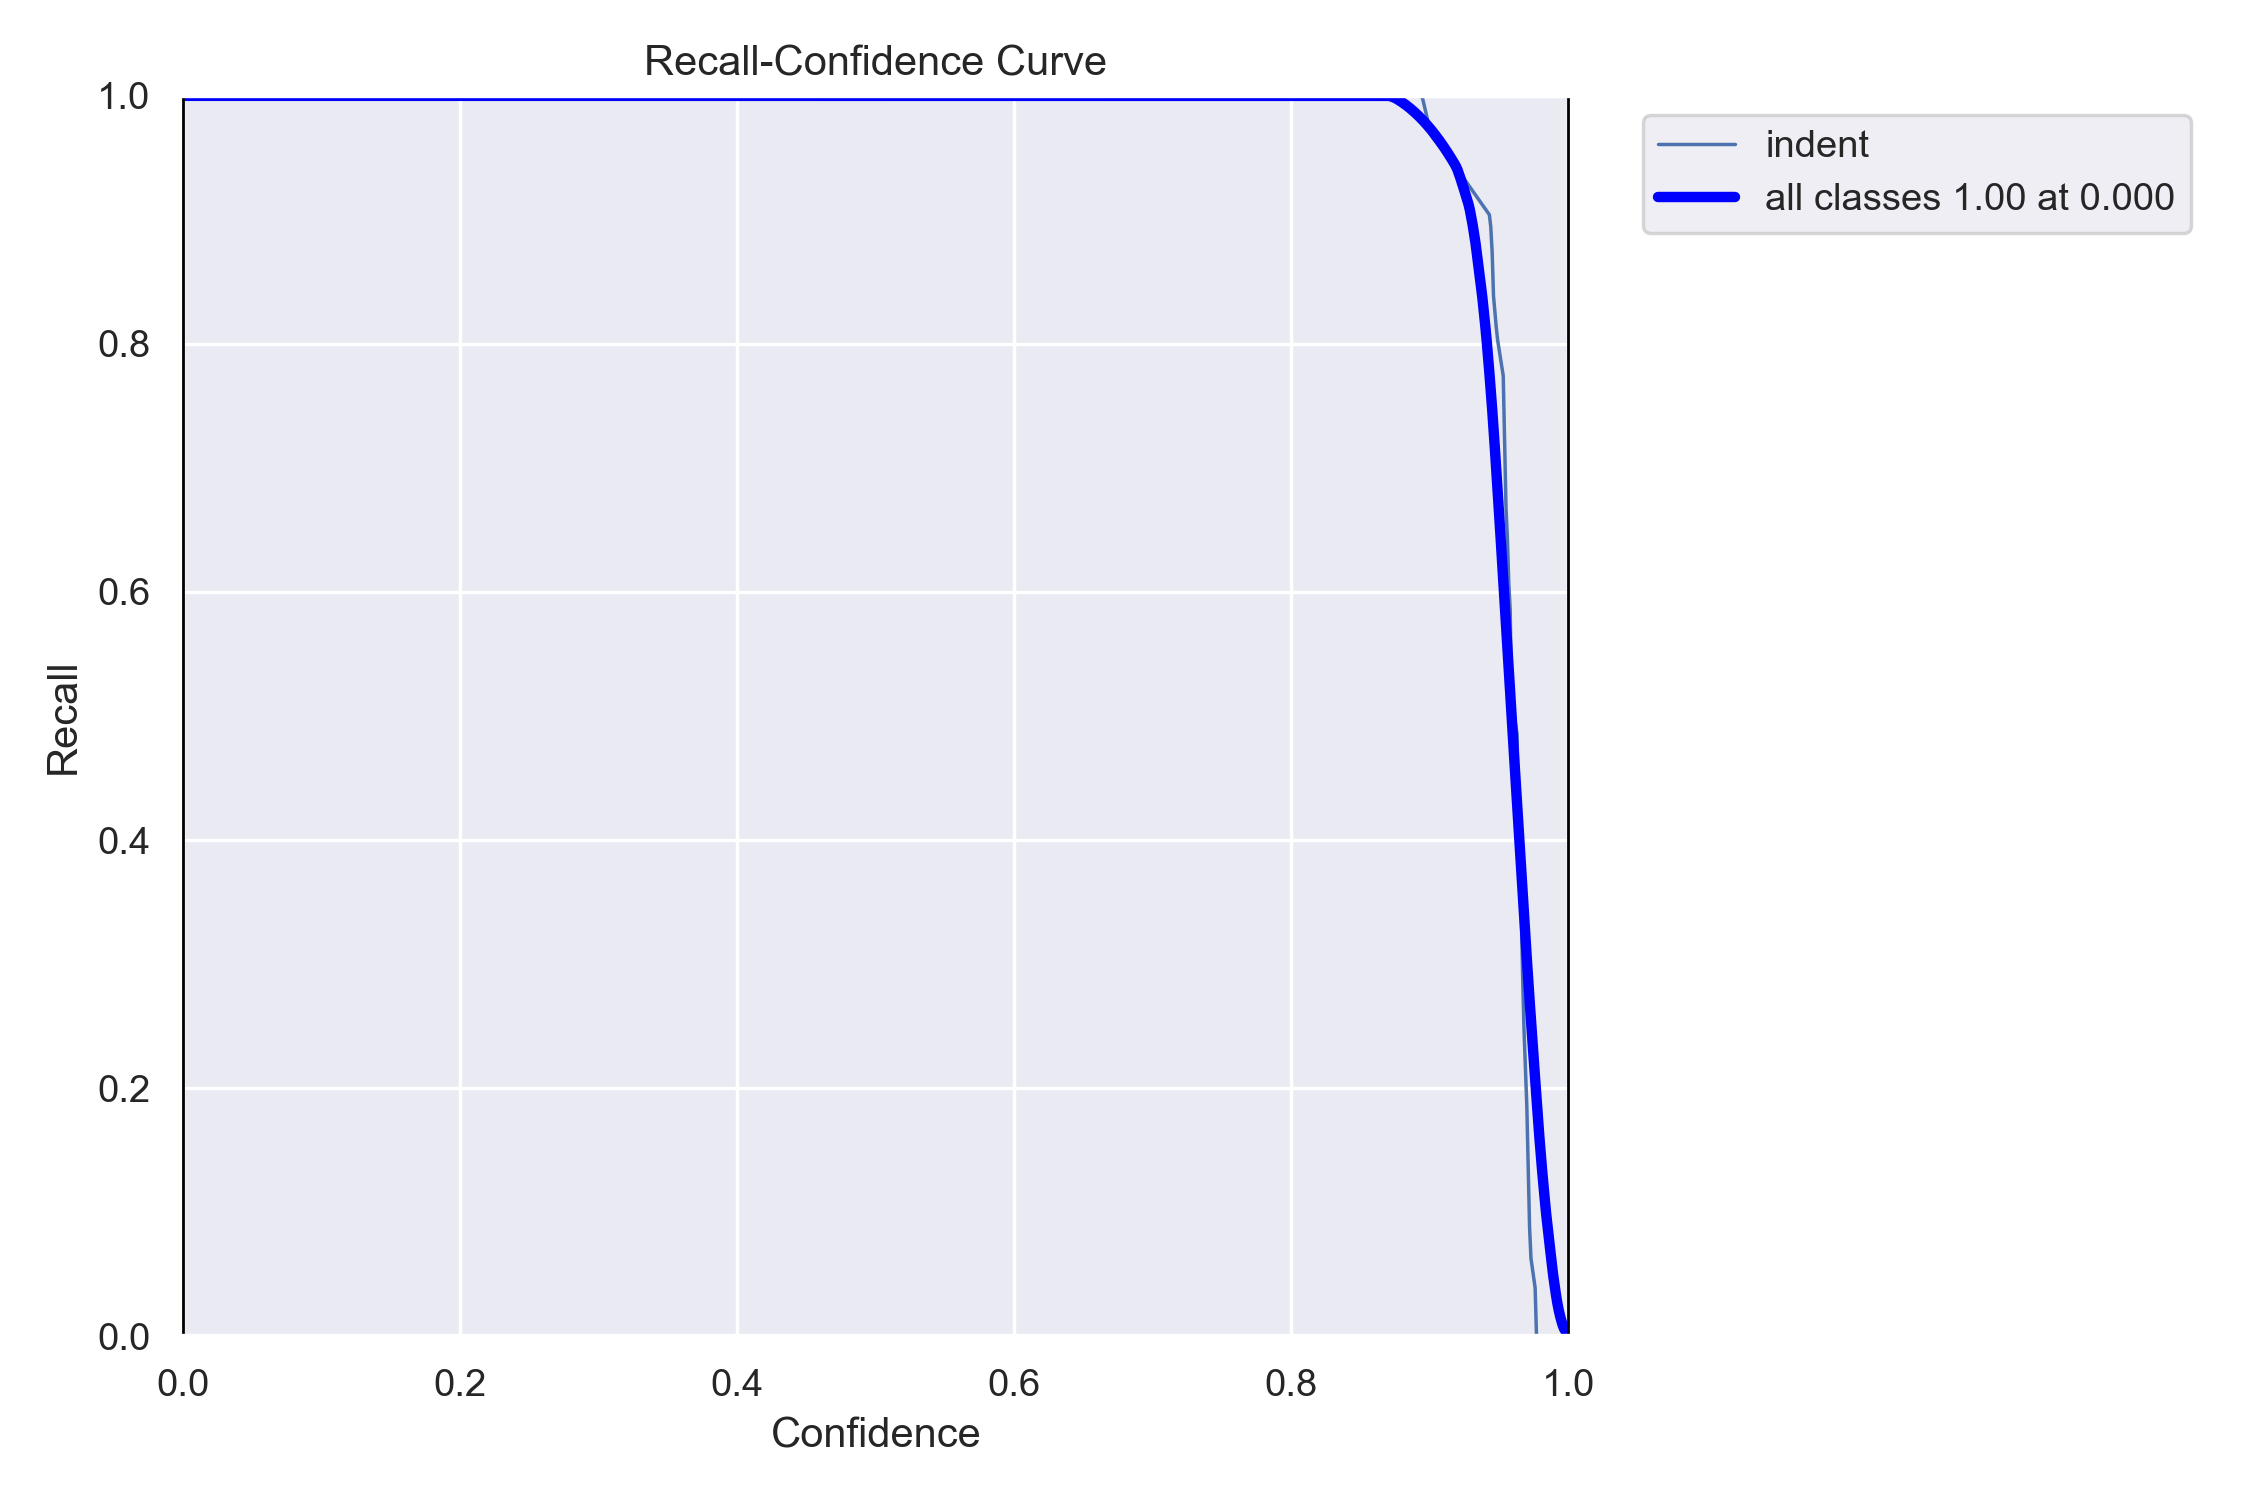 Recall-Confidence Curve
1.0
0.8
0.6
0.4
0.2
0.0
Recall
0.0 0.2 0.4 0.6 0.8 1.0
Confidence
indent
all classes 1.00 at 0.000